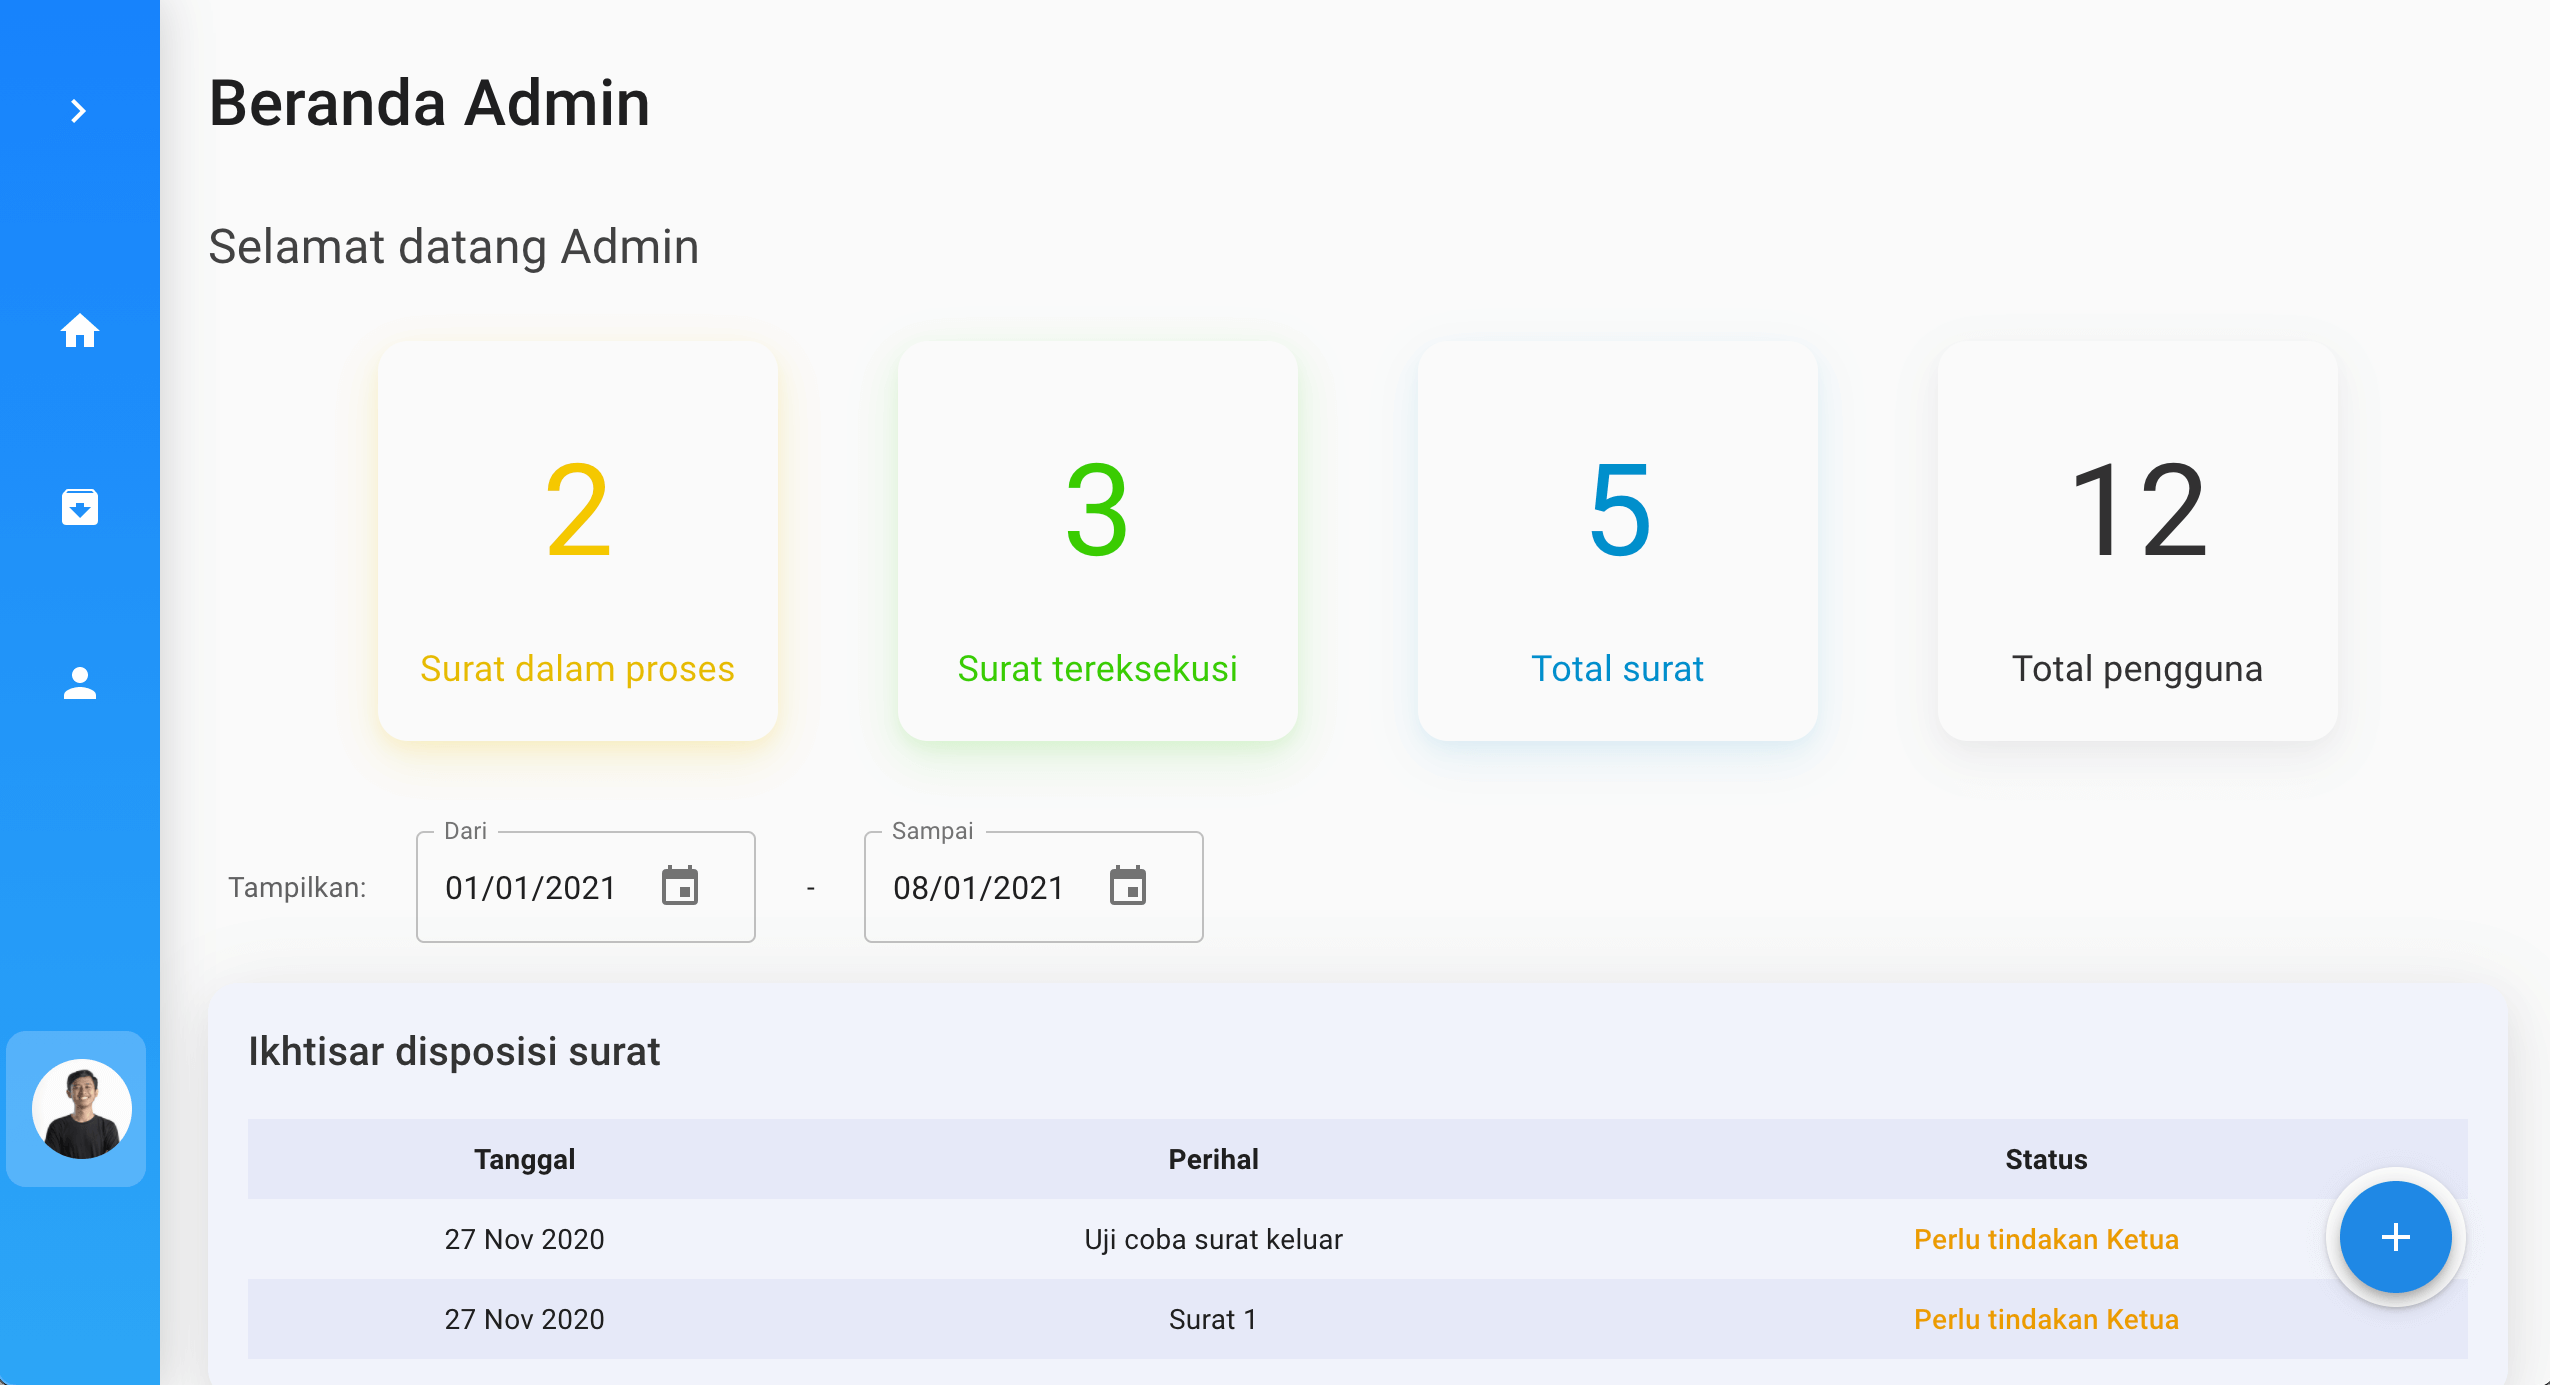 Beranda Admin
Selamat datang Admin
2
Surat dalam proses
3
Surat tereksekusi
5
Total surat
12
Total pengguna
Tampilkan:
Dari
01/01/2021
-
Sampai
08/01/2021
Ikhtisar disposisi surat
Tanggal Perihal Status
27 Nov 2020 Uji coba surat keluar Perlu tindakan Ketua
27 Nov 2020 Surat 1 Perlu tindakan Ketua